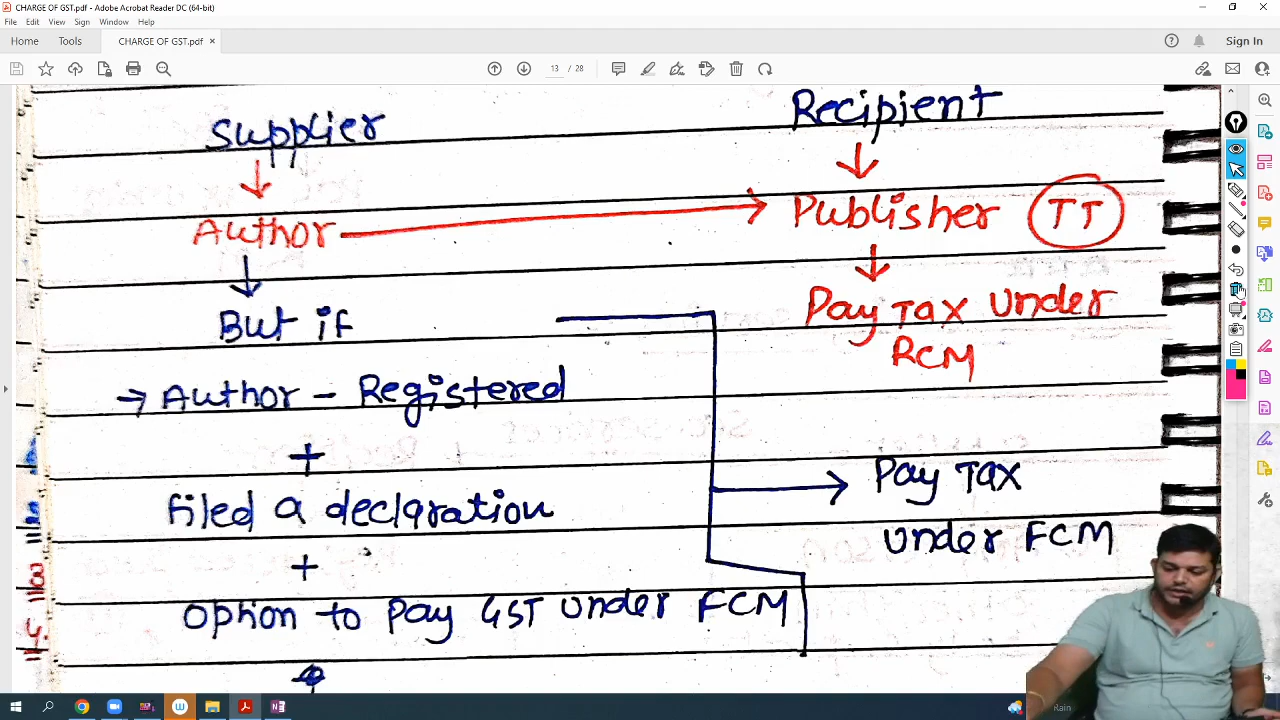 CHARGE OF GST.pdf - Adobe Acrobat Reader DC (64-bit)
File Edit View Sign Window Help
Home Tools CHARGE OF GST.pdf × Sign In
13 / 28
Supplier Recipient
Author Publisher TT
But if Pay Tax Under
RCM
→ Author - Registered
+
Filed a declaration Pay Tax
under FCM
+
Option to Pay GST under FCM
Rain